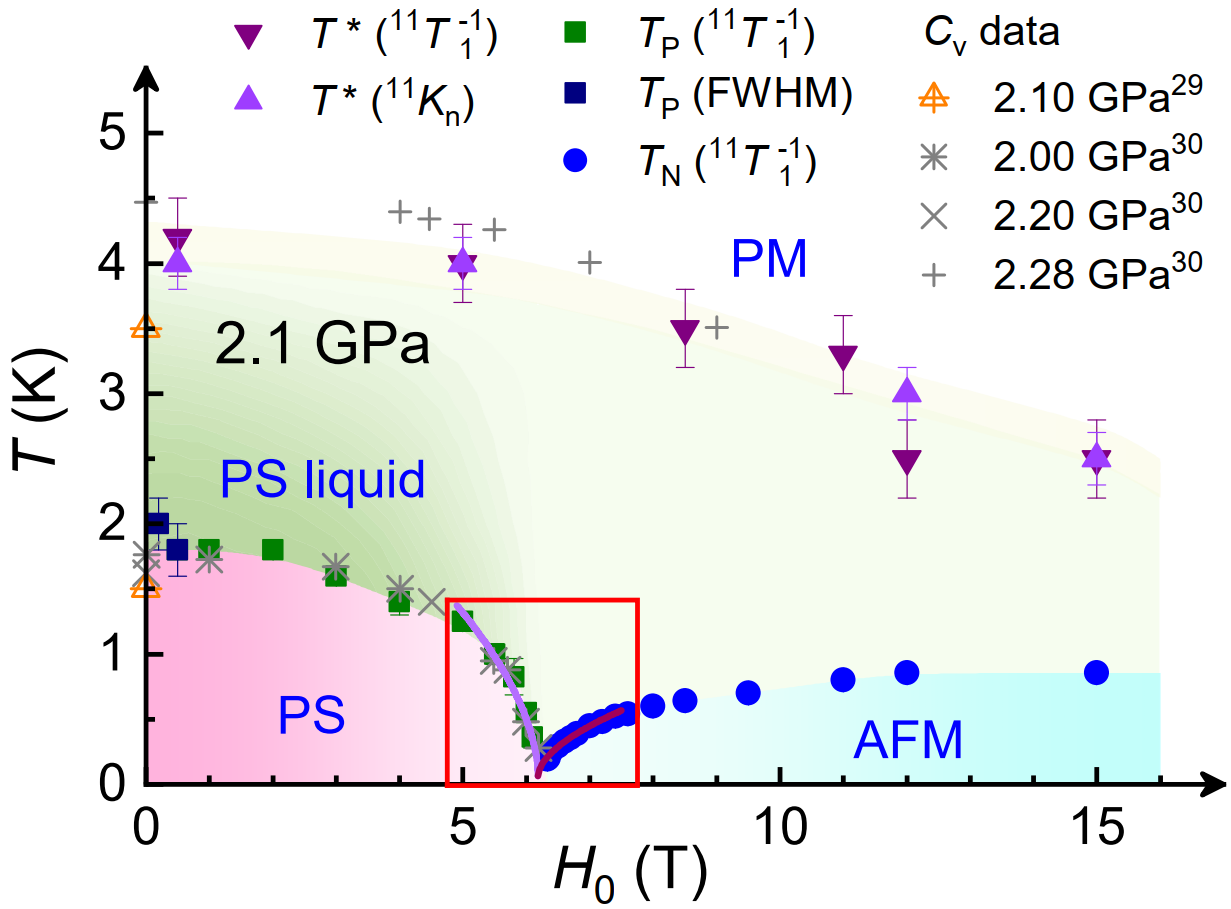 T* (¹¹T₁⁻¹) T_P (¹¹T₁⁻¹) C_v data
T* (¹¹K_n) T_P (FWHM) 2.10 GPa²⁹
T_N (¹¹T₁⁻¹) 2.00 GPa³⁰
2.20 GPa³⁰
2.28 GPa³⁰
5
4
3
2
1
0
T (K)
PM
2.1 GPa
PS liquid
PS
AFM
0 5 10 15
H₀ (T)